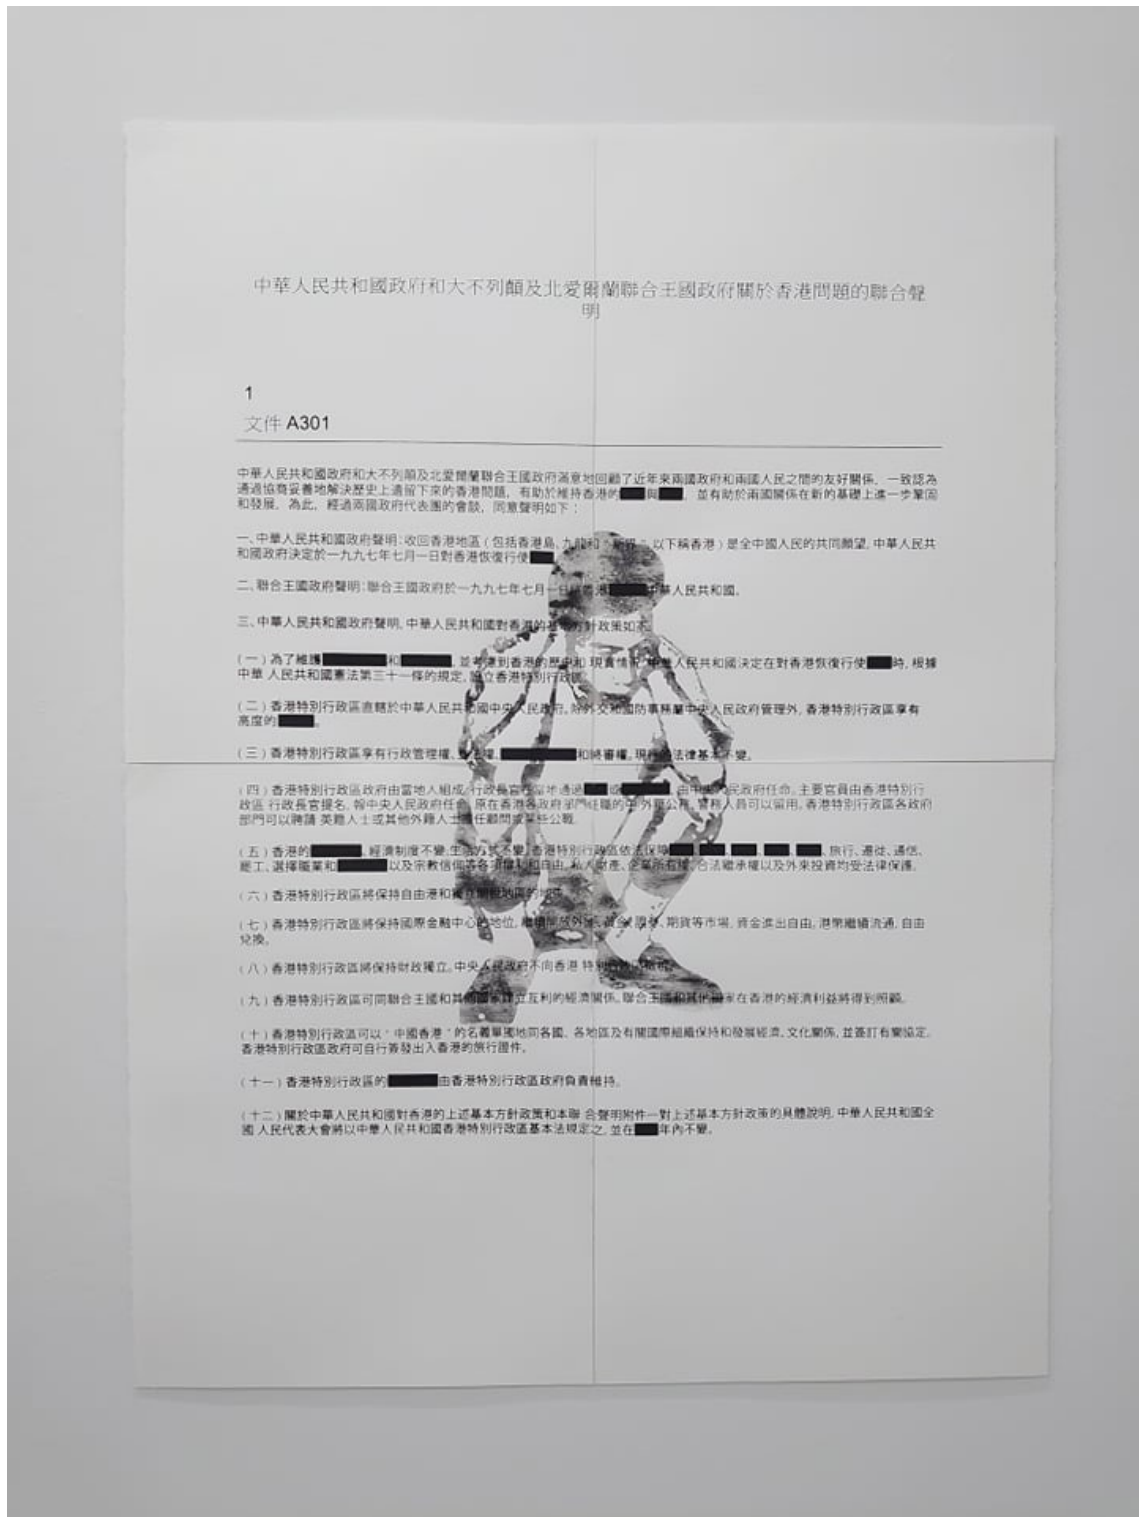 中華人民共和國政府和大不列顛及北愛爾蘭聯合王國政府關於香港問題的聯合聲
明
1
文件 A301
中華人民共和國政府和大不列顛及北愛爾蘭聯合王國政府滿意地回顧了近年來兩國政府和兩國人民之間的友好關係，一致認為
通過協商妥善地解決歷史上遺留下來的香港問題，有助於維持香港的 與 ，並有助於兩國關係在新的基礎上進一步鞏固
和發展，為此，經過兩國政府代表團的會談，同意聲明如下：
一、中華人民共和國政府聲明：收回香港地區（包括香港島、九龍和“新界”，以下稱香港）是全中國人民的共同願望，中華人民共
和國政府決定於一九九七年七月一日對香港恢復行使
二、聯合王國政府聲明：聯合王國政府於一九九七年七月一日 中華人民共和國。
三、中華人民共和國政府聲明，中華人民共和國對香港的基本方針政策如下：
（一）為了維護 和 ，並考慮到香港的歷史和 現實情況，中華人民共和國決定在對香港恢復行使 時，根據
中華 人民共和國憲法第三十一條的規定，設立香港特別行政區。
（二）香港特別行政區直轄於中華人民共和國中央人民政府。除外交和國防事務屬中央人民政府管理外，香港特別行政區享有
高度的 。
（三）香港特別行政區享有行政管理權、立法權、 和終審權。現行的法律基本不變。
（四）香港特別行政區政府由當地人組成。行政長官在當地通過 或 ，由中央人民政府任命。主要官員由香港特別行
政區 行政長官提名，報中央人民政府任命。原在香港各政府部門任職的中外籍公務、警務人員可以留用。香港特別行政區各政府
部門可以聘請 英籍人士或其他外籍人士擔任顧問或某些公職。
（五）香港的 、經濟制度不變，生活方式不變。香港特別行政區依法保障 、 、 、 、 、旅行、遷徙、通信、
罷工、選擇職業和 以及宗教信仰等各項權利和自由。私人財產、企業所有權、合法繼承權以及外來投資均受法律保護。
（六）香港特別行政區將保持自由港和獨立關稅地區的地位。
（七）香港特別行政區將保持國際金融中心的地位，繼續開放外匯、黃金、證券、期貨等市場，資金進出自由。港幣繼續流通，自由
兌換。
（八）香港特別行政區將保持財政獨立。中央人民政府不向香港 特別行政區徵稅。
（九）香港特別行政區可同聯合王國和其他國家建立互利的經濟關係。聯合王國和其他國家在香港的經濟利益將得到照顧。
（十）香港特別行政區可以“中國香港”的名義單獨地同各國、各地區及有關國際組織保持和發展經濟、文化關係，並簽訂有關協定。
香港特別行政區政府可自行簽發出入香港的旅行證件。
（十一）香港特別行政區的 由香港特別行政區政府負責維持。
（十二）關於中華人民共和國對香港的上述基本方針政策和本聯 合聲明附件一對上述基本方針政策的具體說明，中華人民共和國全
國 人民代表大會將以中華人民共和國香港特別行政區基本法規定之，並在 年內不變。